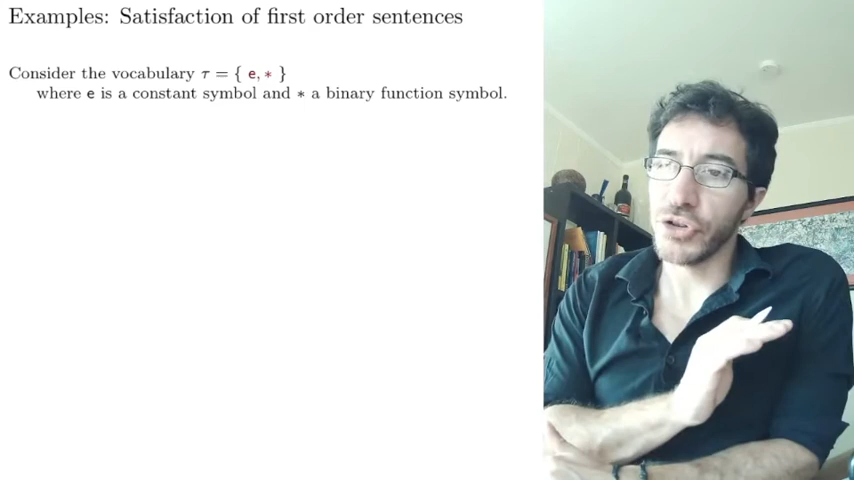 Examples: Satisfaction of first order sentences
Consider the vocabulary τ = { e, * }
where e is a constant symbol and * a binary function symbol.